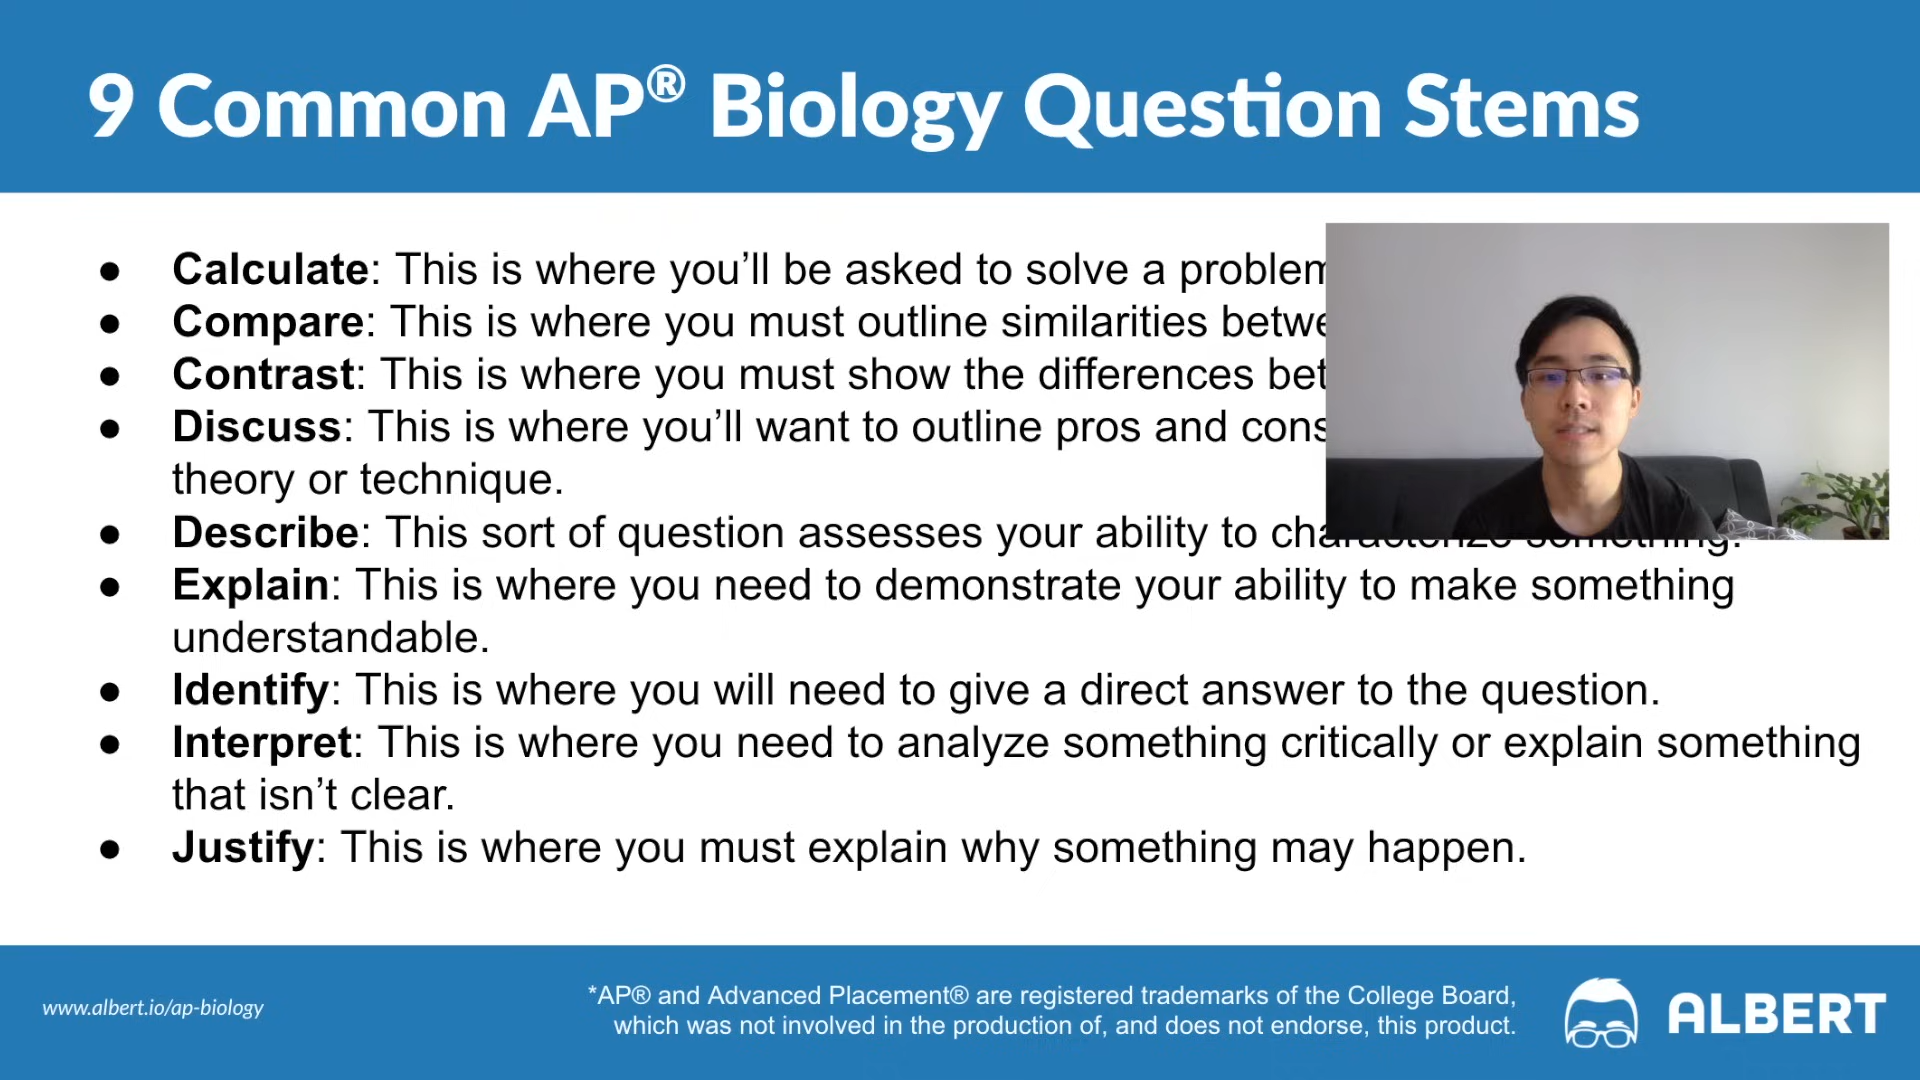 9 Common AP® Biology Question Stems
● Calculate: This is where you’ll be asked to solve a problem
● Compare: This is where you must outline similarities
● Contrast: This is where you must show the differences
● Discuss: This is where you’ll want to outline pros and cons
theory or technique.
● Describe: This sort of question assesses your ability to characterize something.
● Explain: This is where you need to demonstrate your ability to make something
understandable.
● Identify: This is where you will need to give a direct answer to the question.
● Interpret: This is where you need to analyze something critically or explain something
that isn’t clear.
● Justify: This is where you must explain why something may happen.
www.albert.io/ap-biology
*AP® and Advanced Placement® are registered trademarks of the College Board,
which was not involved in the production of, and does not endorse, this product.
ALBERT